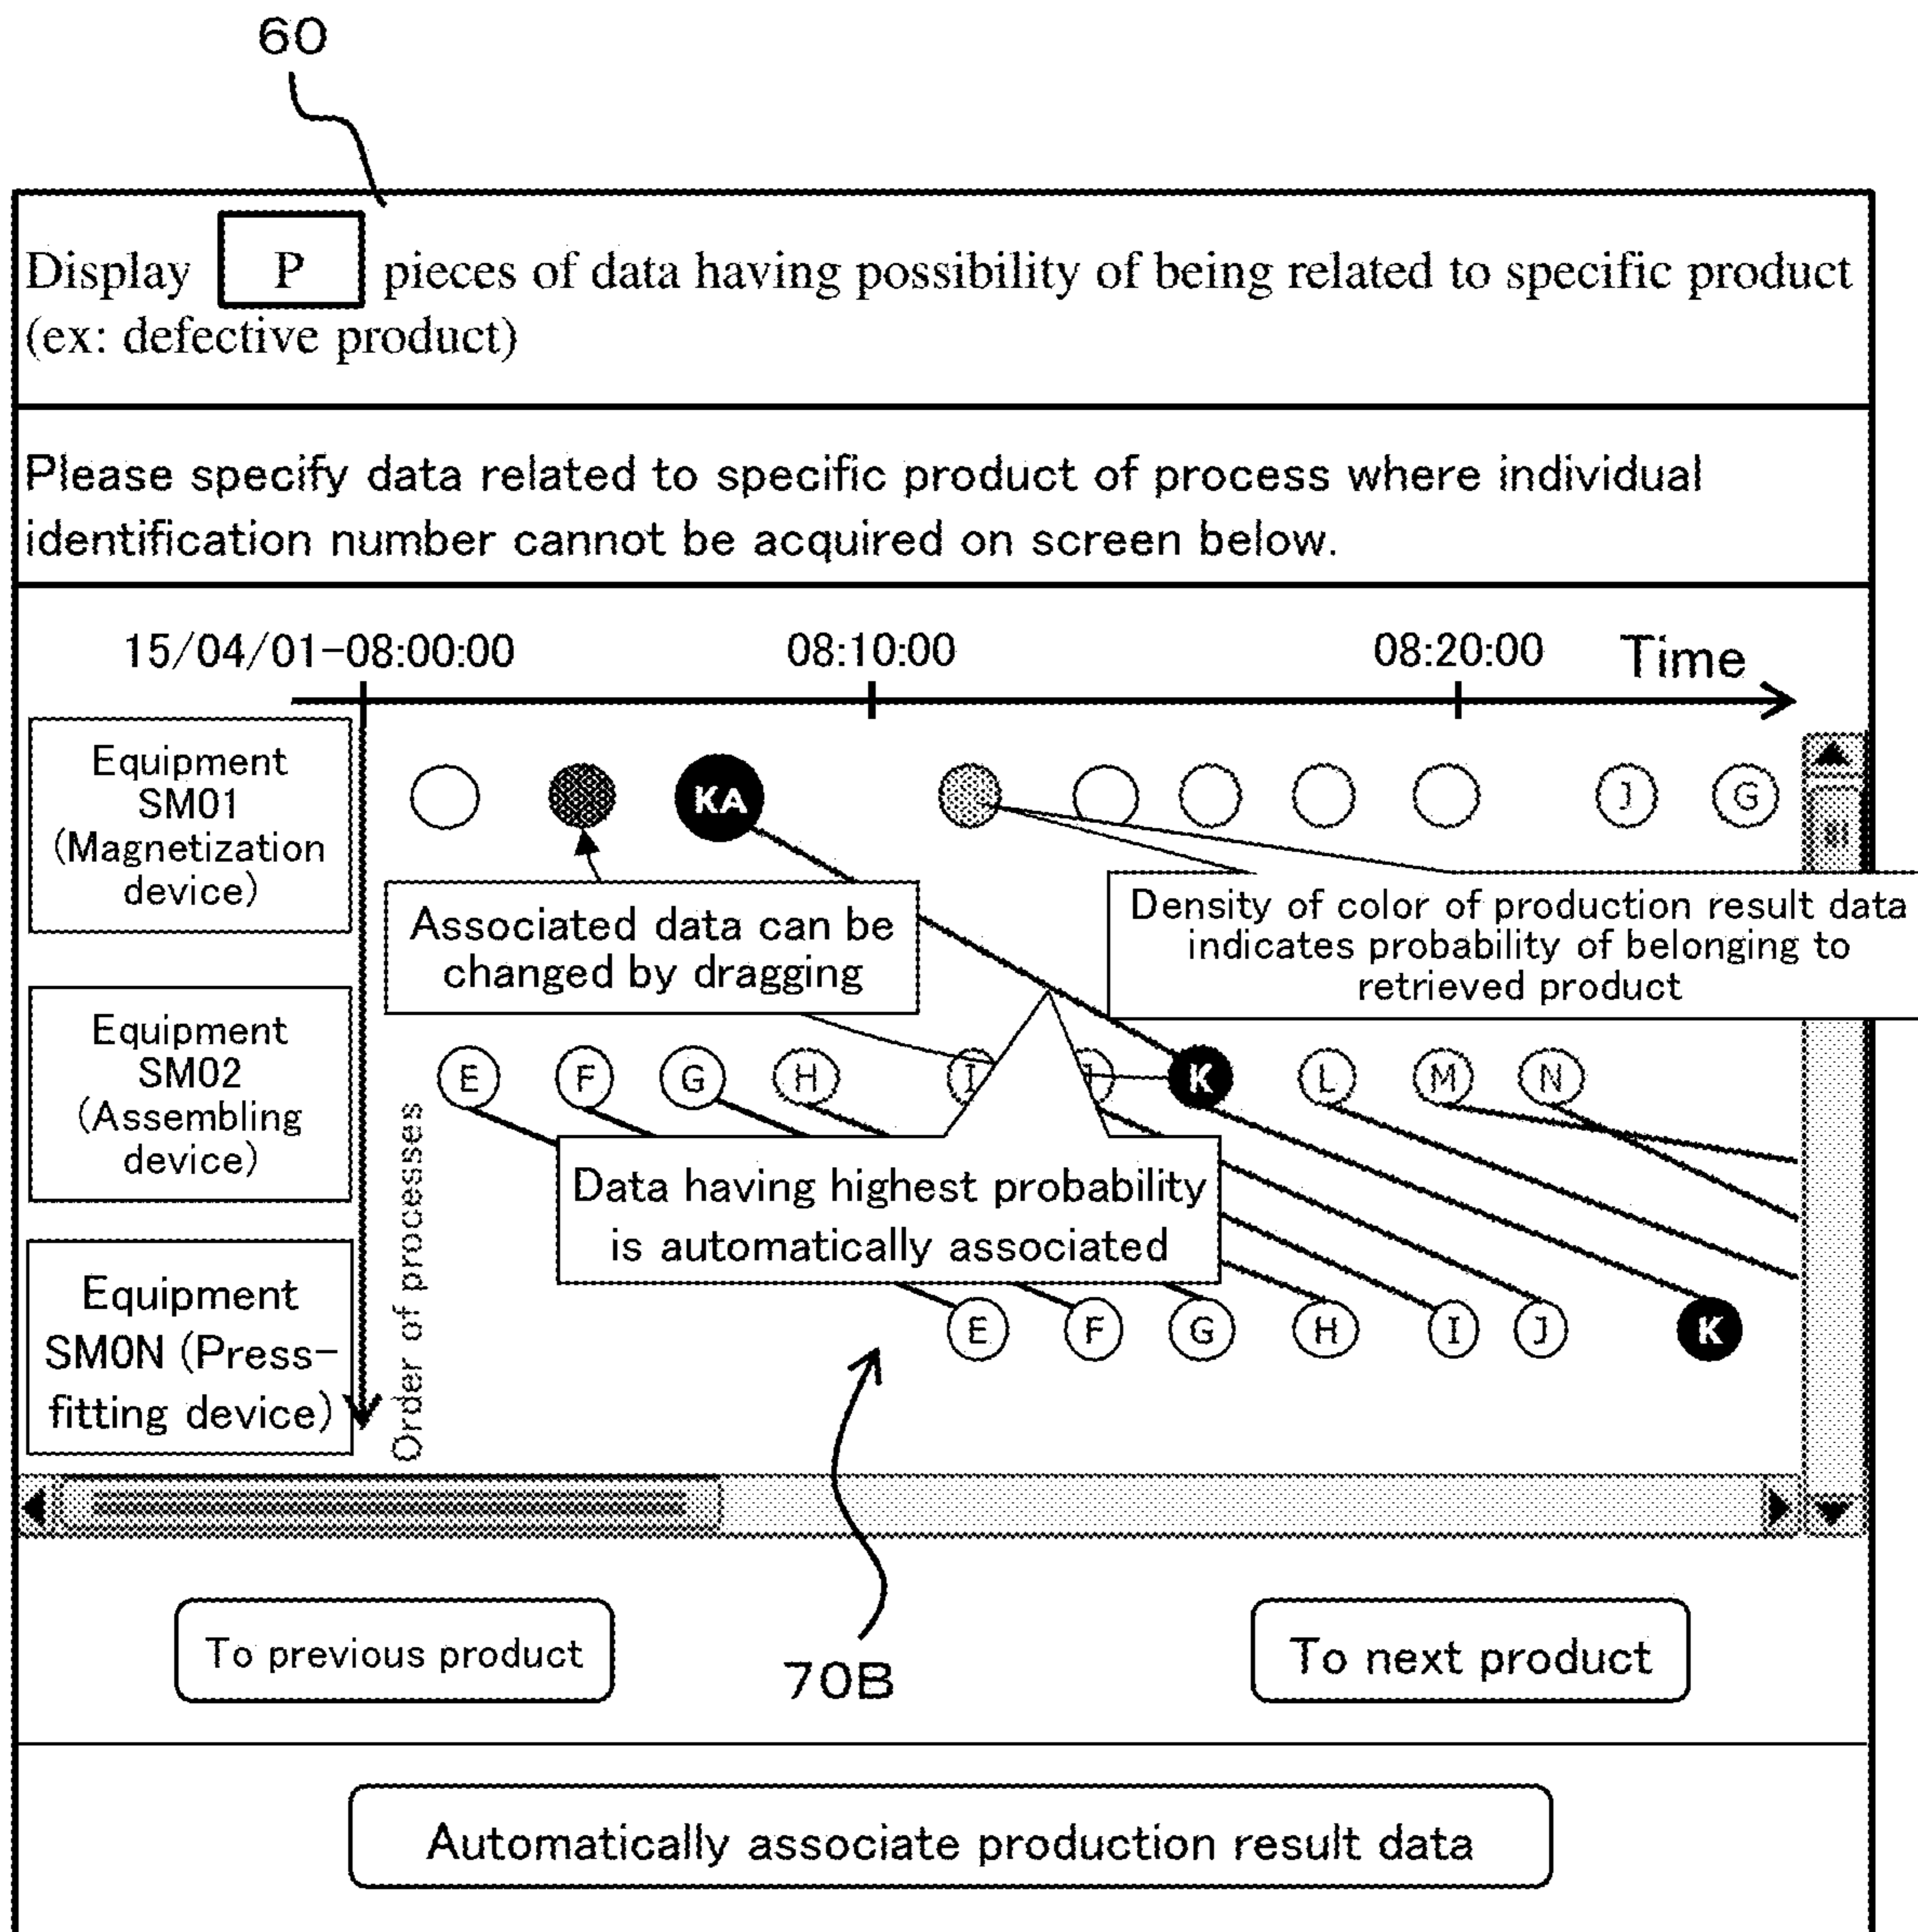 60
Display P pieces of data having possibility of being related to specific product
(ex: defective product)
Please specify data related to specific product of process where individual
identification number cannot be acquired on screen below.
15/04/01-08:00:00 08:10:00 08:20:00 Time
Equipment
SM01
(Magnetization
device)
KA J G
Associated data can be
changed by dragging
Density of color of production result data
indicates probability of belonging to
retrieved product
Equipment
SM02
(Assembling
device)
E F G H I J K L M N
Order of processes
Data having highest probability
is automatically associated
Equipment
SM0N (Press-
fitting device)
E F G H I J K
To previous product
70B
To next product
Automatically associate production result data